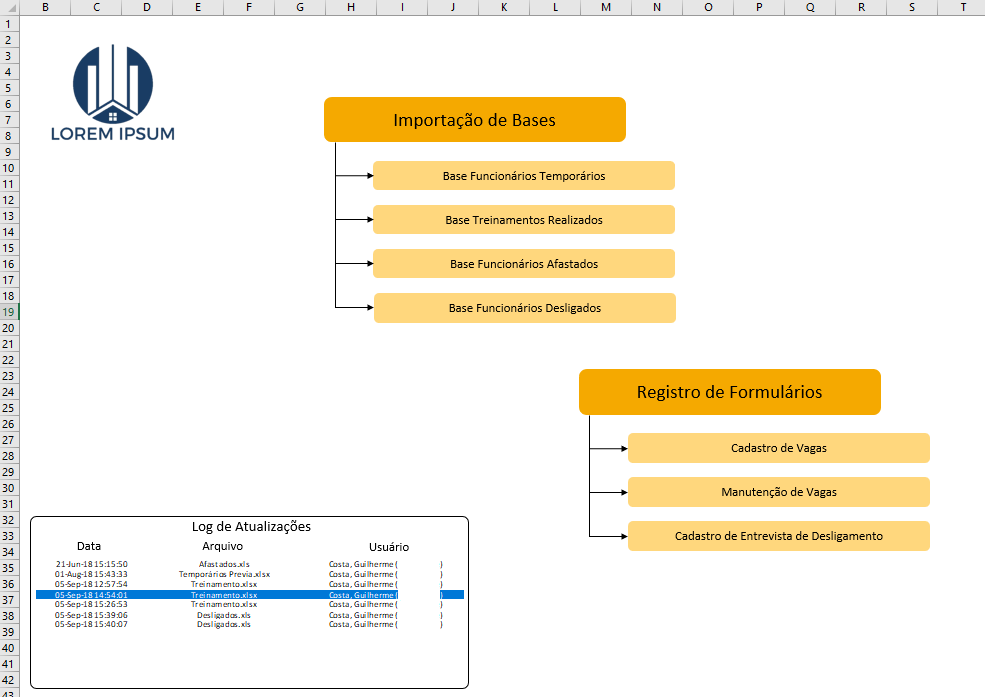 B C D E F G H I J K L M N O P Q R S T
1
2
3
4
5
6
7
8
9
10
11
12
13
14
15
16
17
18
19
20
21
22
23
24
25
26
27
28
29
30
31
32
33
34
35
36
37
38
39
40
41
42
43
LOREM IPSUM
Importação de Bases
Base Funcionários Temporários
Base Treinamentos Realizados
Base Funcionários Afastados
Base Funcionários Desligados
Registro de Formulários
Cadastro de Vagas
Manutenção de Vagas
Cadastro de Entrevista de Desligamento
Log de Atualizações
Data Arquivo Usuário
21-Jun-18 15:15:50 Afastados.xls Costa, Guilherme ( )
01-Aug-18 15:43:33 Temporários Previa.xlsx Costa, Guilherme ( )
05-Sep-18 12:57:54 Treinamento.xlsx Costa, Guilherme ( )
05-Sep-18 14:54:01 Treinamento.xlsx Costa, Guilherme ( )
05-Sep-18 15:26:53 Treinamento.xlsx Costa, Guilherme ( )
05-Sep-18 15:39:06 Desligados.xls Costa, Guilherme ( )
05-Sep-18 15:40:07 Desligados.xls Costa, Guilherme ( )